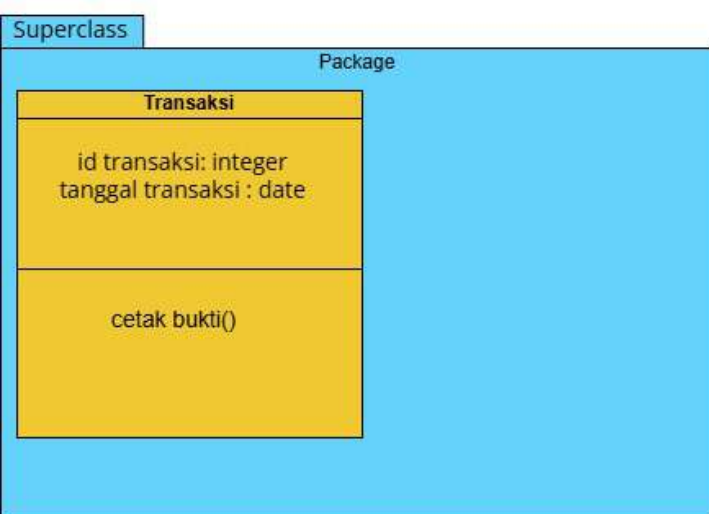 Superclass
Package
Transaksi
id transaksi: integer
tanggal transaksi : date
cetak bukti()